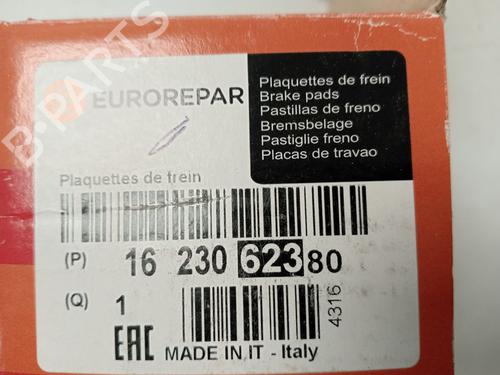 EUROREPAR
Plaquettes de frein
Brake pads
Pastillas de freno
Bremsbelage
Pastiglie freno
Placas de travao
Plaquettes de frein
(P) 16 230 623 80
(Q) 1
4316
EAC MADE IN IT - Italy
B-PARTS